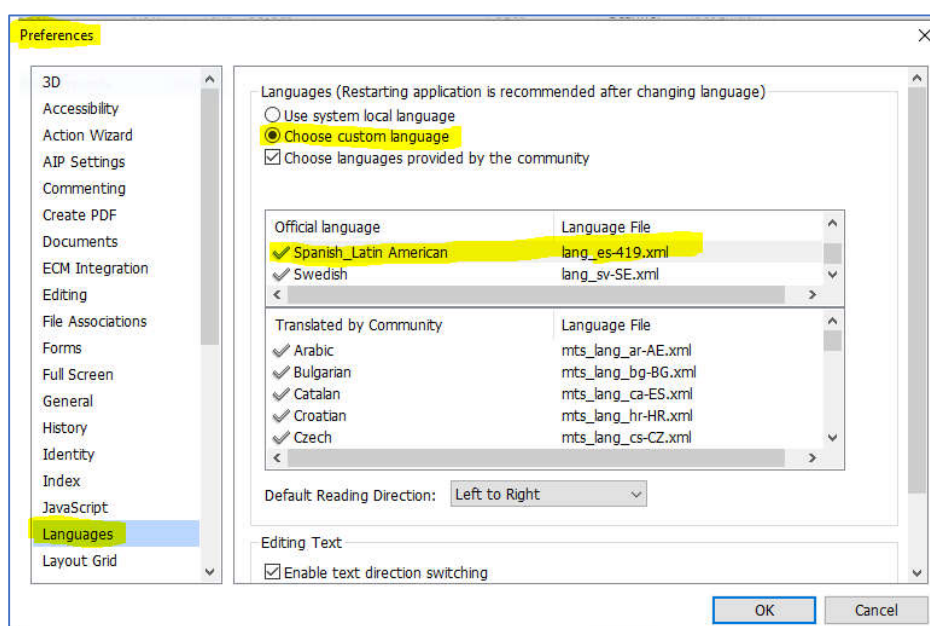 Preferences
3D
Accessibility
Action Wizard
AIP Settings
Commenting
Create PDF
Documents
ECM Integration
Editing
File Associations
Forms
Full Screen
General
History
Identity
Index
JavaScript
Languages
Layout Grid
Languages (Restarting application is recommended after changing language)
Use system local language
Choose custom language
Choose languages provided by the community
Official language Language File
Spanish_Latin American lang_es-419.xml
Swedish lang_sv-SE.xml
Translated by Community Language File
Arabic mts_lang_ar-AE.xml
Bulgarian mts_lang_bg-BG.xml
Catalan mts_lang_ca-ES.xml
Croatian mts_lang_hr-HR.xml
Czech mts_lang_cs-CZ.xml
Default Reading Direction: Left to Right
Editing Text
Enable text direction switching
OK Cancel